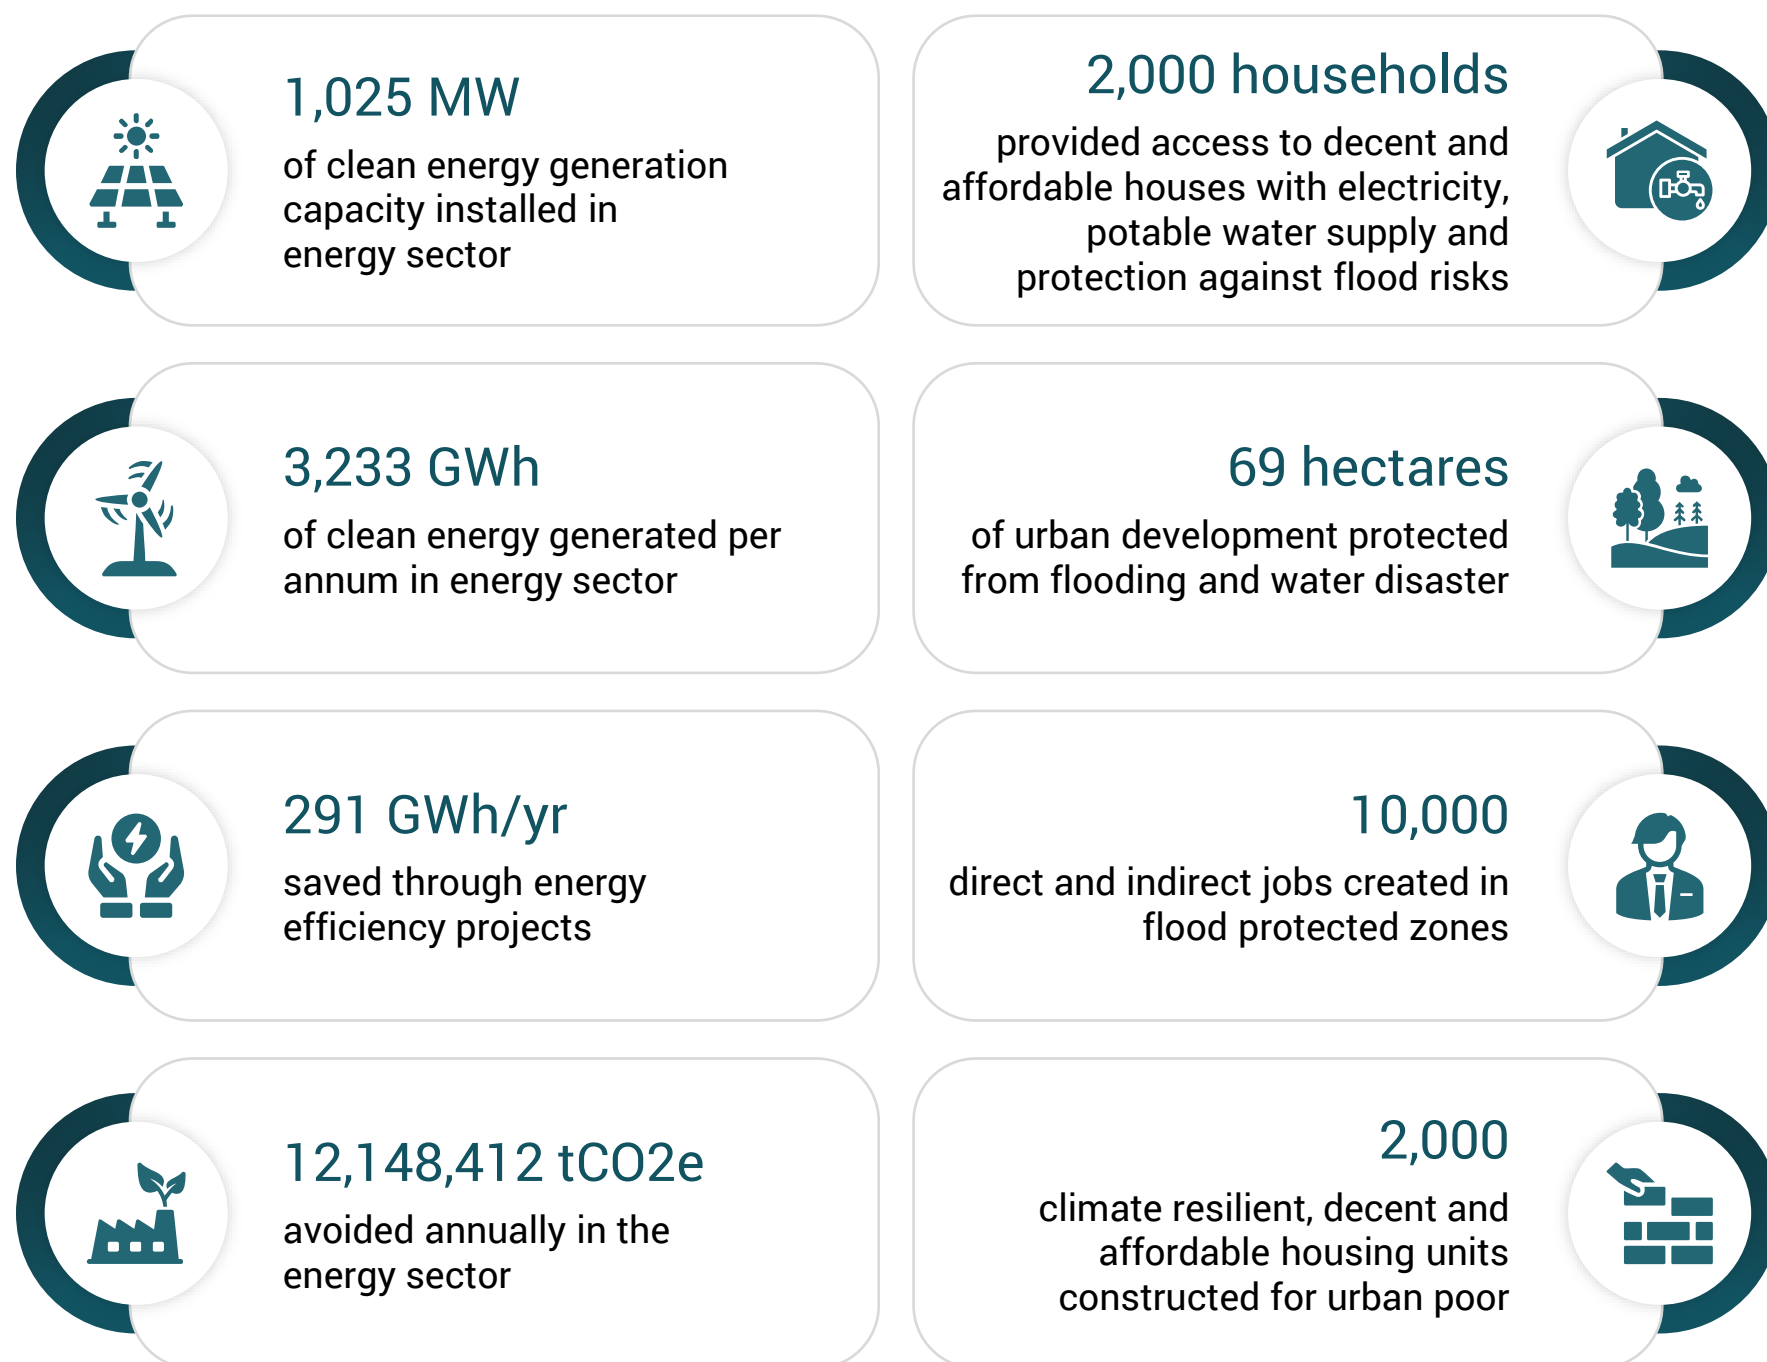 1,025 MW
of clean energy generation
capacity installed in
energy sector
2,000 households
provided access to decent and
affordable houses with electricity,
potable water supply and
protection against flood risks
3,233 GWh
of clean energy generated per
annum in energy sector
69 hectares
of urban development protected
from flooding and water disaster
291 GWh/yr
saved through energy
efficiency projects
10,000
direct and indirect jobs created in
flood protected zones
12,148,412 tCO2e
avoided annually in the
energy sector
2,000
climate resilient, decent and
affordable housing units
constructed for urban poor